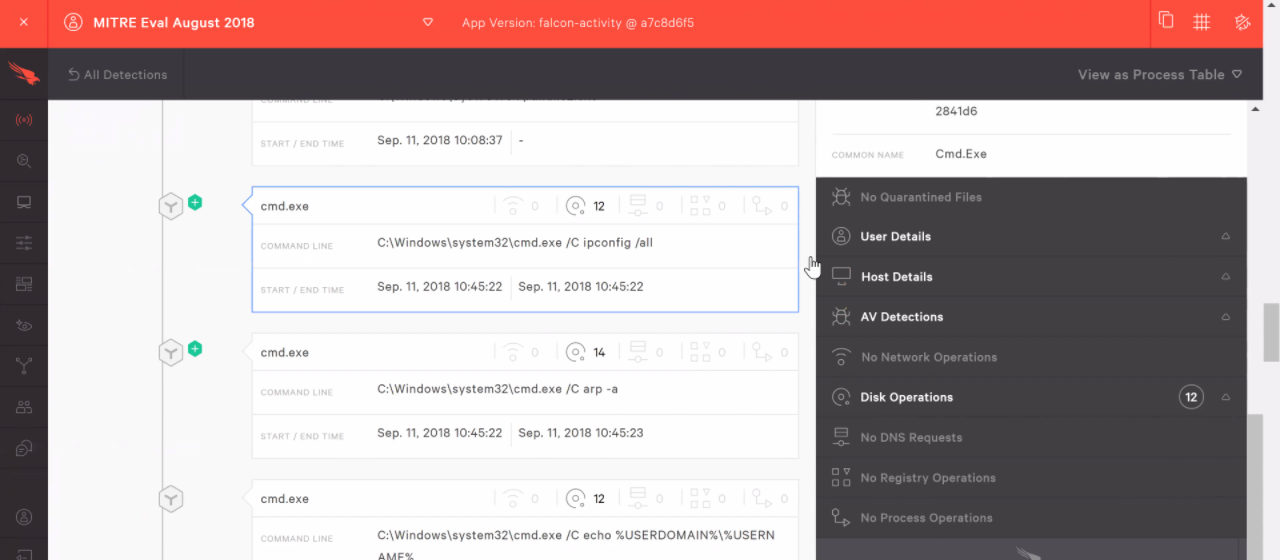 MITRE Eval August 2018
App Version: falcon-activity @ a7c8d6f5
All Detections
View as Process Table
COMMAND LINE
START / END TIME
Sep. 11, 2018 10:08:37
-
cmd.exe
0
12
0
0
0
COMMAND LINE
C:\Windows\system32\cmd.exe /C ipconfig /all
START / END TIME
Sep. 11, 2018 10:45:22
Sep. 11, 2018 10:45:22
cmd.exe
0
14
0
0
0
COMMAND LINE
C:\Windows\system32\cmd.exe /C arp -a
START / END TIME
Sep. 11, 2018 10:45:22
Sep. 11, 2018 10:45:23
cmd.exe
0
12
0
0
0
COMMAND LINE
C:\Windows\system32\cmd.exe /C echo %USERDOMAIN%\%USERN
AME%
2841d6
COMMON NAME
Cmd.Exe
No Quarantined Files
User Details
Host Details
AV Detections
No Network Operations
Disk Operations
12
No DNS Requests
No Registry Operations
No Process Operations